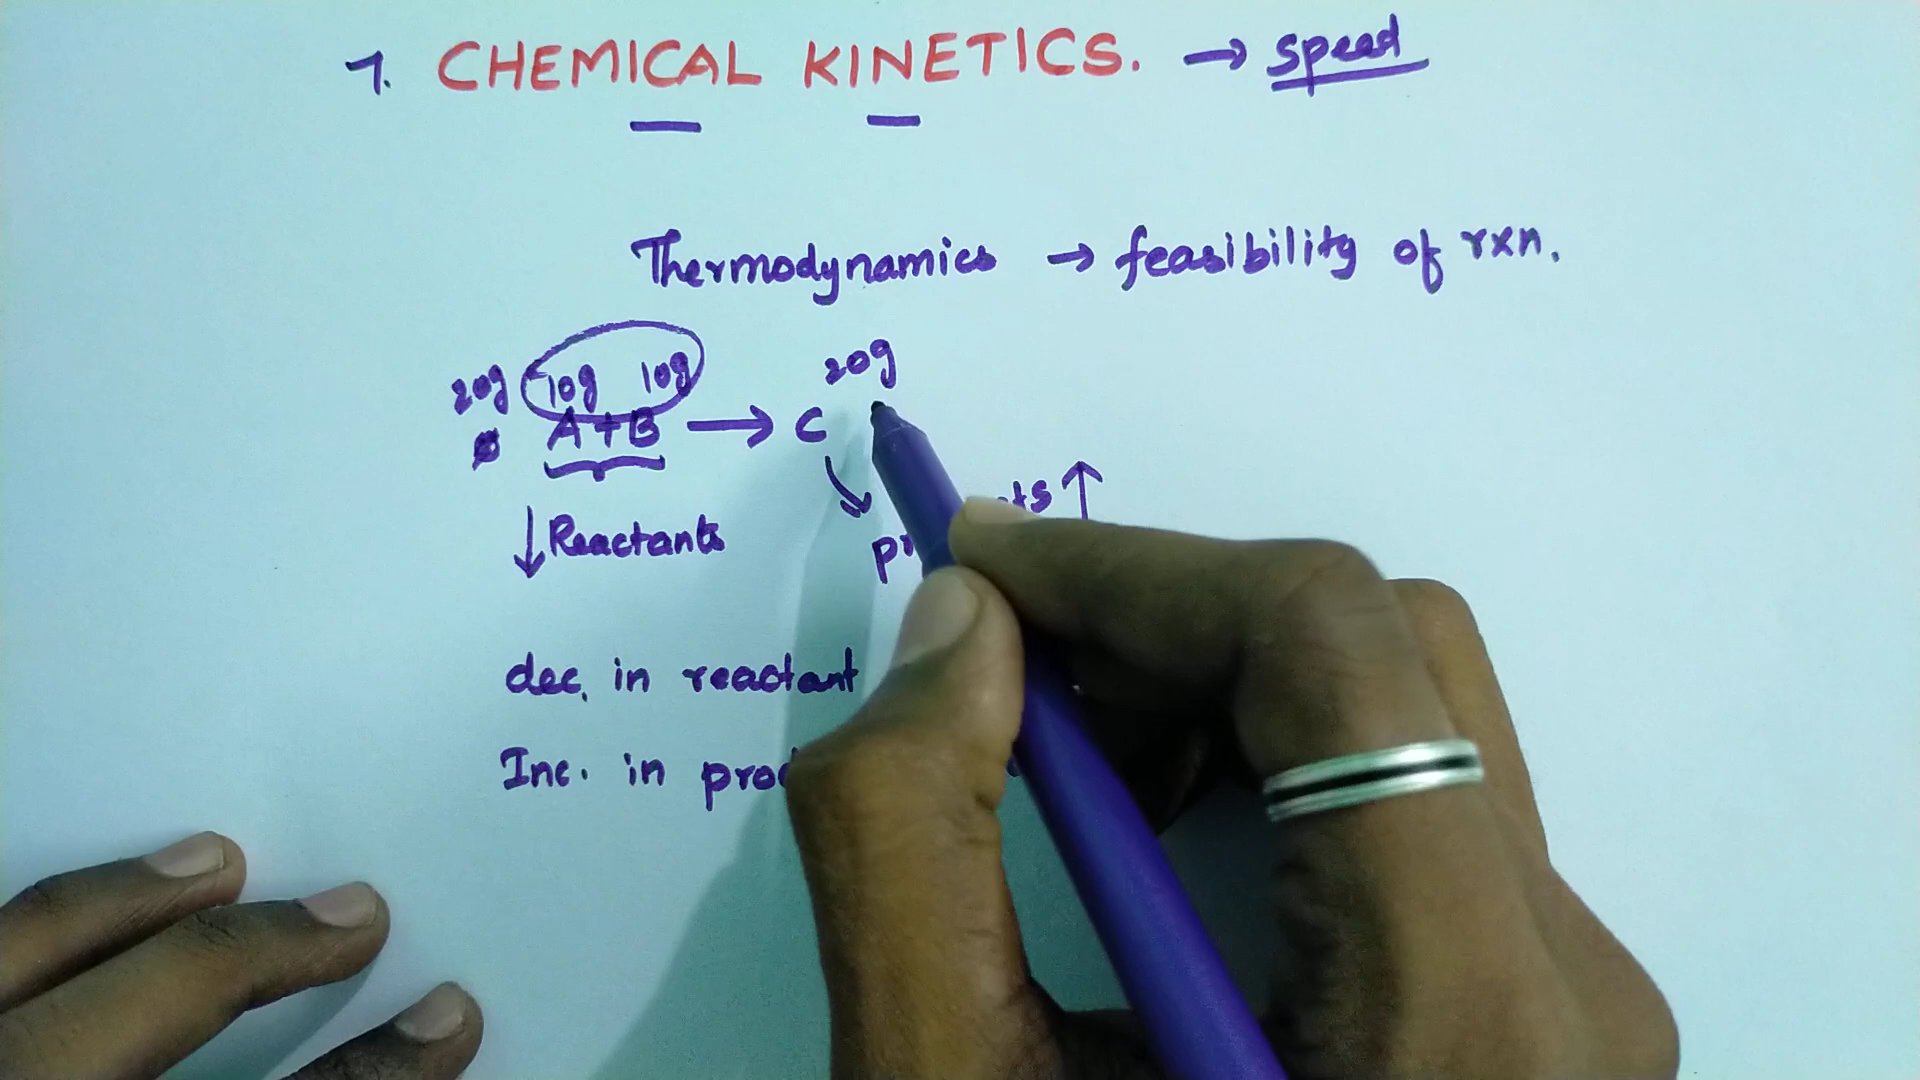 7. CHEMICAL KINETICS. → speed
Thermodynamics → feasibility of rxn.
20g 10g 10g 20g
A+B → C
↓ Reactants ↑
dec. in reactant
Inc. in